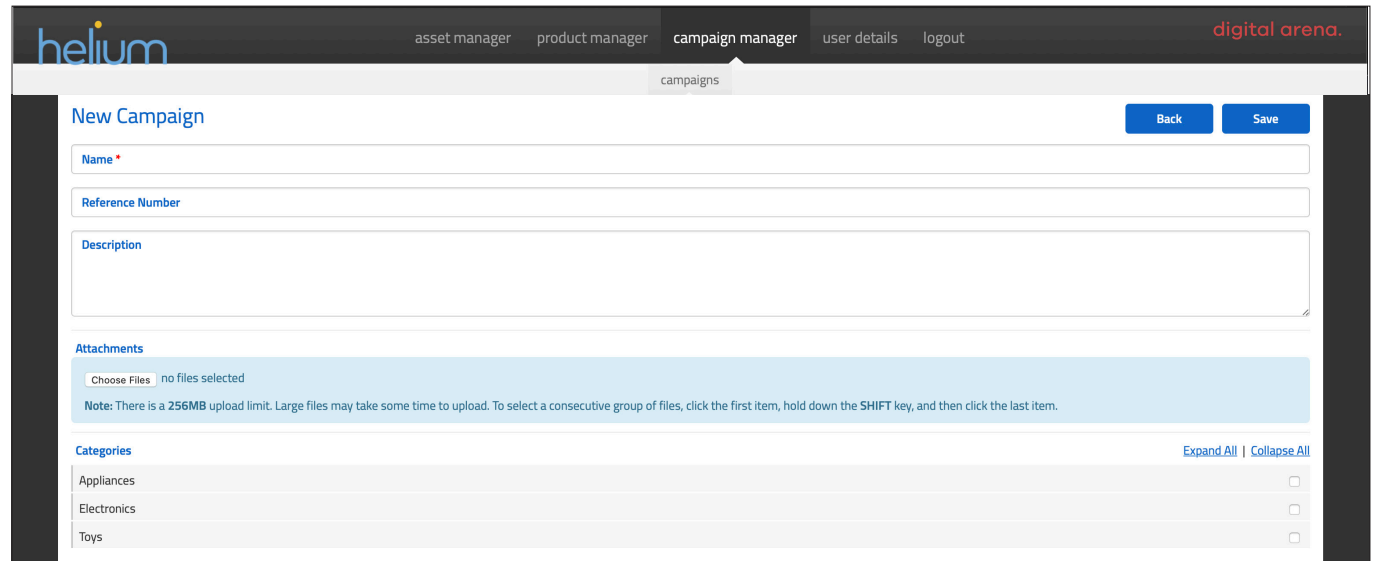 helium
asset manager product manager campaign manager user details logout
digital arena.
campaigns
New Campaign
Back Save
Name *
Reference Number
Description
Attachments
Choose Files no files selected
Note: There is a 256MB upload limit. Large files may take some time to upload. To select a consecutive group of files, click the first item, hold down the SHIFT key, and then click the last item.
Categories Expand All | Collapse All
Appliances
Electronics
Toys